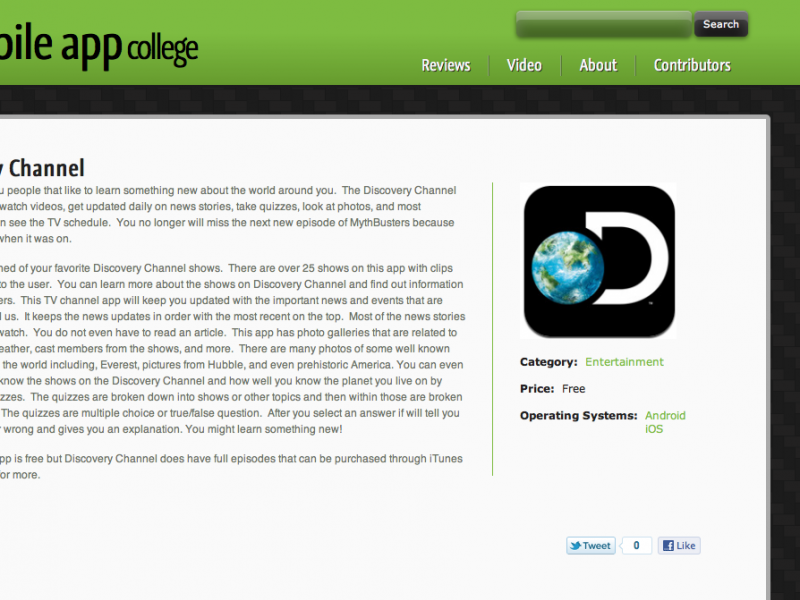 ile app college
Search
Reviews
Video
About
Contributors
Channel
u people that like to learn something new about the world around you. The Discovery Channel
watch videos, get updated daily on news stories, take quizzes, look at photos, and most
n see the TV schedule. You no longer will miss the next new episode of MythBusters because
when it was on.
ned of your favorite Discovery Channel shows. There are over 25 shows on this app with clips
to the user. You can learn more about the shows on Discovery Channel and find out information
ers. This TV channel app will keep you updated with the important news and events that are
l us. It keeps the news updates in order with the most recent on the top. Most of the news stories
watch. You do not even have to read an article. This app has photo galleries that are related to
eather, cast members from the shows, and more. There are many photos of some well known
the world including, Everest, pictures from Hubble, and even prehistoric America. You can even
know the shows on the Discovery Channel and how well you know the planet you live on by
zzes. The quizzes are broken down into shows or other topics and then within those are broken
The quizzes are multiple choice or true/false question. After you select an answer if will tell you
wrong and gives you an explanation. You might learn something new!
pp is free but Discovery Channel does have full episodes that can be purchased through iTunes
or more.
D
Category: Entertainment
Price: Free
Operating Systems: Android
iOS
Tweet 0 Like